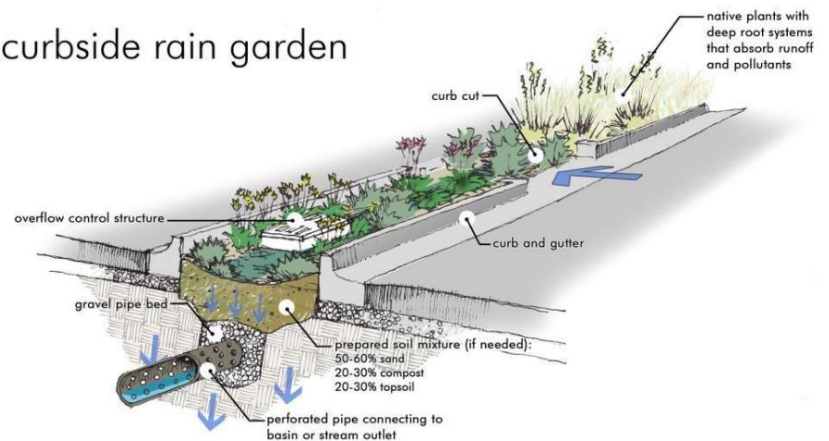 curbside rain garden
native plants with
deep root systems
that absorb runoff
and pollutants
curb cut
overflow control structure
curb and gutter
gravel pipe bed
prepared soil mixture (if needed):
50-60% sand
20-30% compost
20-30% topsoil
perforated pipe connecting to
basin or stream outlet